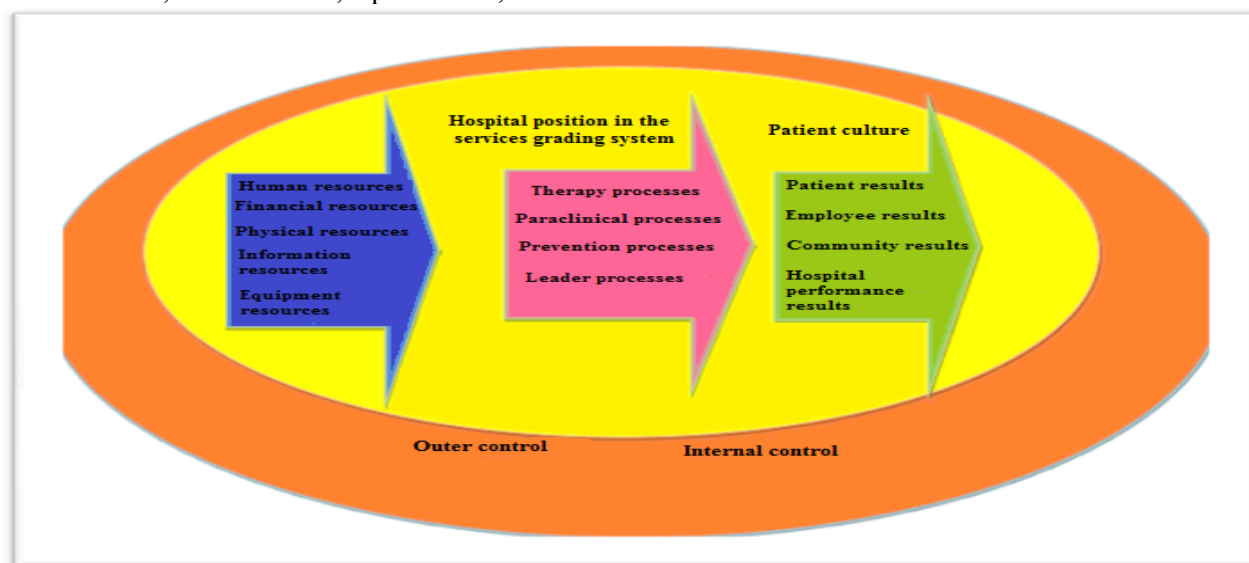 Hospital position in the
services grading system
Patient culture
Human resources
Financial resources
Physical resources
Information
resources
Equipment
resources
Therapy processes
Paraclinical processes
Prevention processes
Leader processes
Patient results
Employee results
Community results
Hospital
performance
results
Outer control
Internal control